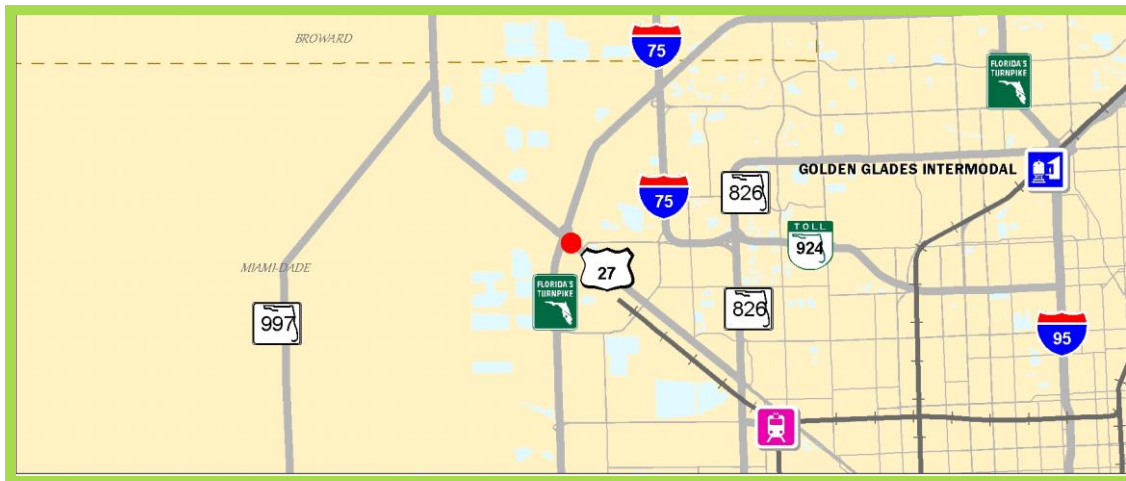 BROWARD
75
FLORIDA'S
TURNPIKE
GOLDEN GLADES INTERMODAL
826
75
TOLL
924
MIAMI-DADE
27
FLORIDA'S
TURNPIKE
997
826
95